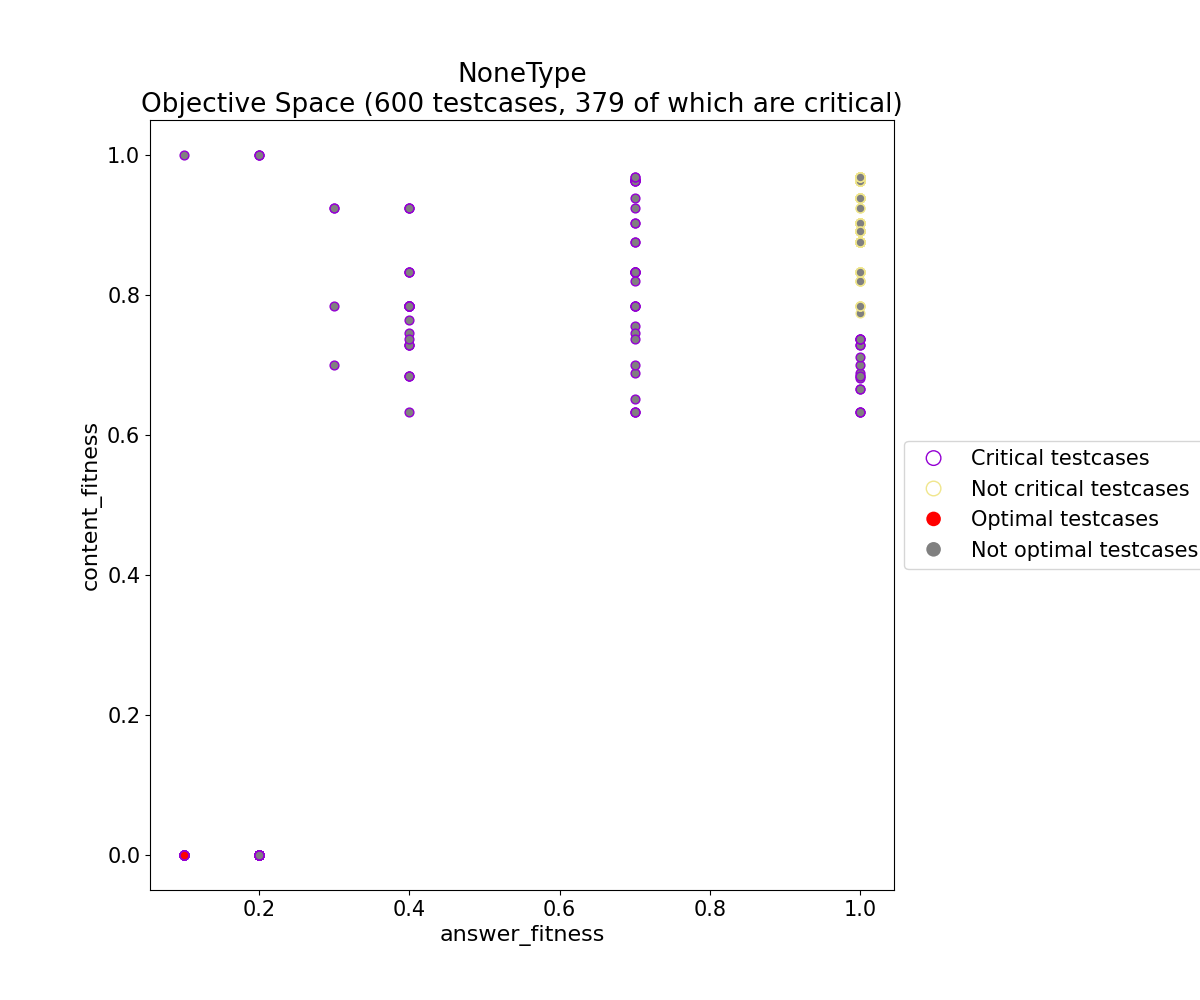 NoneType
Objective Space (600 testcases, 379 of which are critical)
1.0
0.8
0.6
0.4
0.2
0.0
content_fitness
0.2
0.4
0.6
0.8
1.0
answer_fitness
Critical testcases
Not critical testcases
Optimal testcases
Not optimal testcases